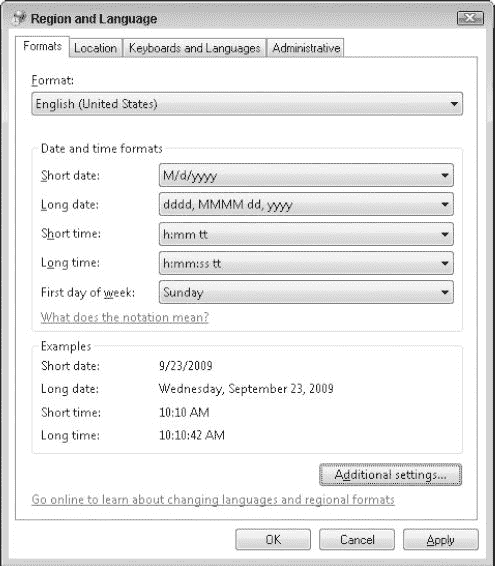 Region and Language
Formats Location Keyboards and Languages Administrative
Format:
English (United States)
Date and time formats
Short date: M/d/yyyy
Long date: dddd, MMMM dd, yyyy
Short time: h:mm tt
Long time: h:mm:ss tt
First day of week: Sunday
What does the notation mean?
Examples
Short date: 9/23/2009
Long date: Wednesday, September 23, 2009
Short time: 10:10 AM
Long time: 10:10:42 AM
Additional settings...
Go online to learn about changing languages and regional formats
OK Cancel Apply